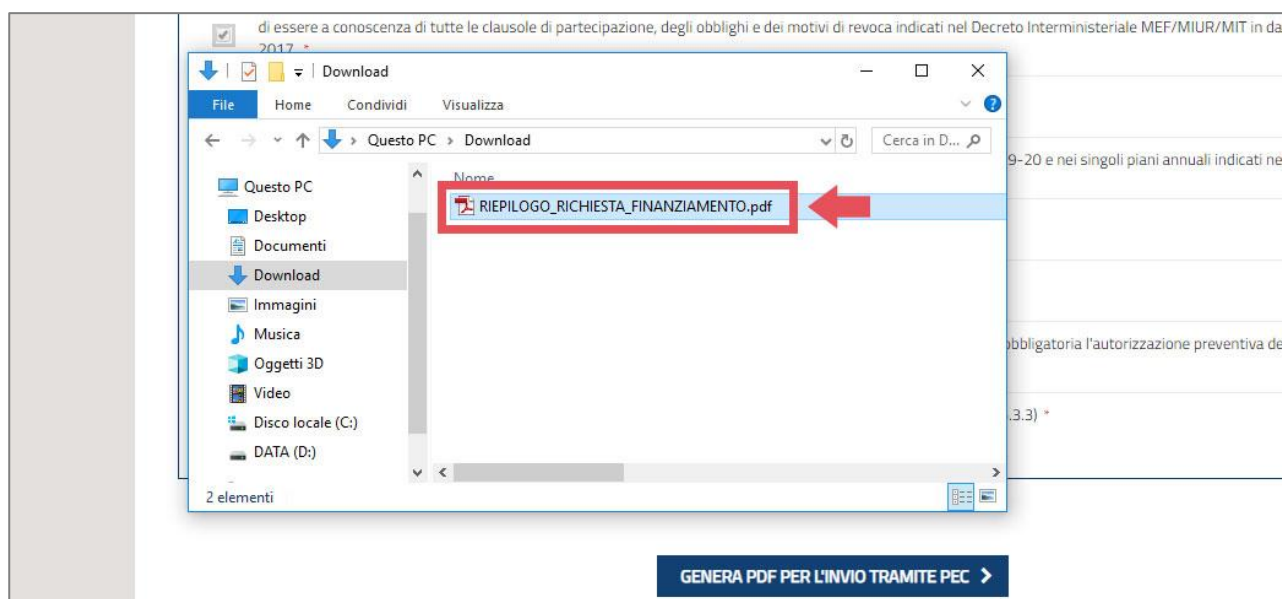 di essere a conoscenza di tutte le clausole di partecipazione, degli obblighi e dei motivi di revoca indicati nel Decreto Interministeriale MEF/MIUR/MIT in da
2017. *
Download
File Home Condividi Visualizza
Questo PC > Download
Cerca in D...
9-20 e nei singoli piani annuali indicati ne
Nome
Questo PC
RIEPILOGO_RICHIESTA_FINANZIAMENTO.pdf
Desktop
Documenti
Download
Immagini
Musica
obbligatoria l'autorizzazione preventiva de
Oggetti 3D
Video
.3.3) *
Disco locale (C:)
DATA (D:)
2 elementi
GENERA PDF PER L'INVIO TRAMITE PEC >